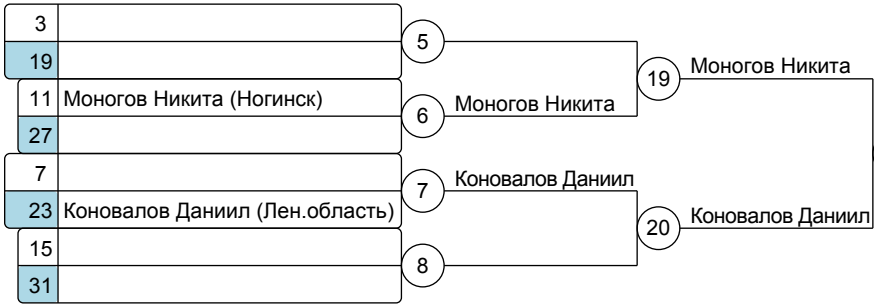 3
5
19
19 Моногов Никита
11 Моногов Никита (Ногинск)
6 Моногов Никита
27
7
7 Коновалов Даниил
23 Коновалов Даниил (Лен.область)
20 Коновалов Даниил
15
8
31